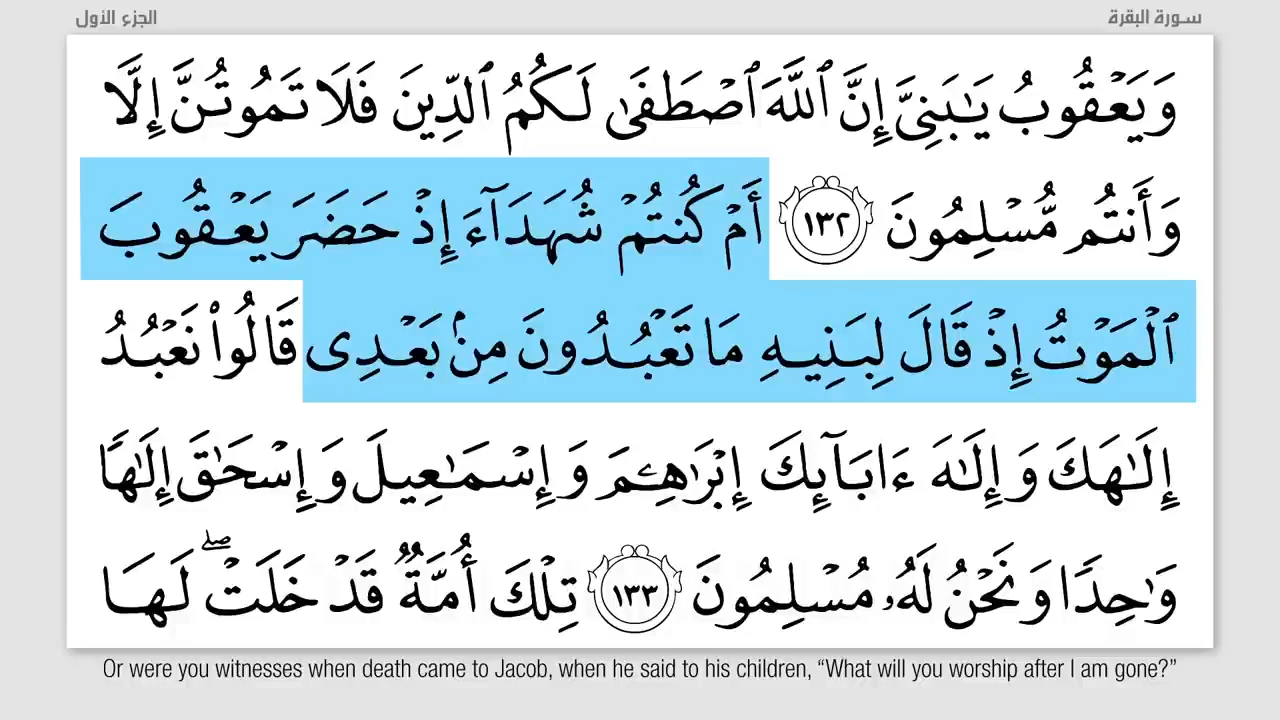 سورة البقرة
الجزء الأول
وَيَعْقُوبُ يَـٰبَنِىَّ إِنَّ ٱللَّهَ ٱصْطَفَىٰ لَكُمُ ٱلدِّينَ فَلَا تَمُوتُنَّ إِلَّا
وَأَنتُم مُّسْلِمُونَ ١٣٢ أَمْ كُنتُمْ شُهَدَآءَ إِذْ حَضَرَ يَعْقُوبَ
ٱلْمَوْتُ إِذْ قَالَ لِبَنِيهِ مَا تَعْبُدُونَ مِنۢ بَعْدِى قَالُوا۟ نَعْبُدُ
إِلَـٰهَكَ وَإِلَـٰهَ ءَابَآئِكَ إِبْرَٰهِـۧمَ وَإِسْمَـٰعِيلَ وَإِسْحَـٰقَ إِلَـٰهًا
وَٰحِدًا وَنَحْنُ لَهُۥ مُسْلِمُونَ ١٣٣ تِلْكَ أُمَّةٌ قَدْ خَلَتْ ۖ لَهَا
Or were you witnesses when death came to Jacob, when he said to his children, “What will you worship after I am gone?”